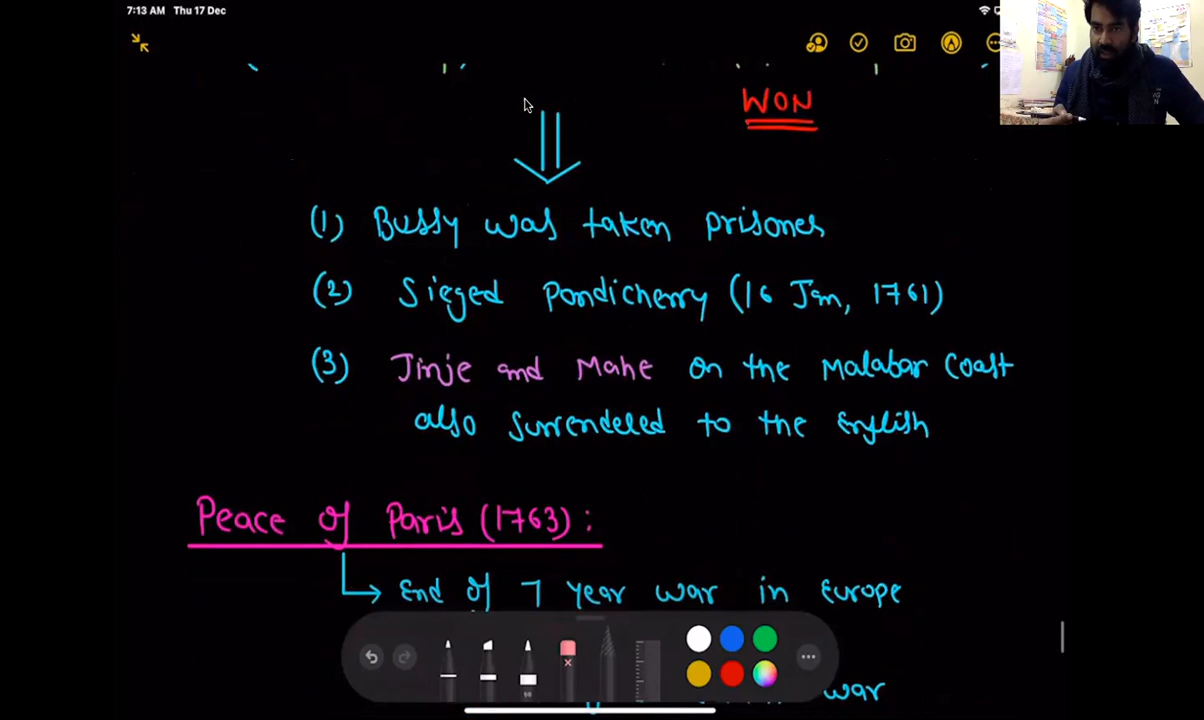 7:13 AM Thu 17 Dec
WON
(1) Bussy was taken prisoner
(2) Sieged Pondicherry (16 Jan, 1761)
(3) Jinje and Mahe on the Malabar Coast
also surrendeled to the English
Peace of Paris (1763) :
End of 7 year war in Europe
war